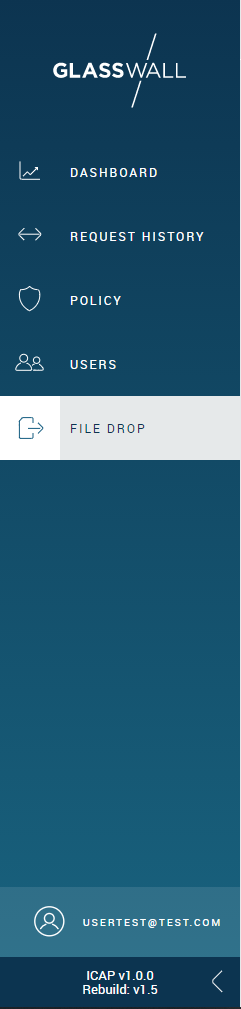 GLASSWALL
DASHBOARD
REQUEST HISTORY
POLICY
USERS
FILE DROP
USERTEST@TEST.COM
ICAP v1.0.0
Rebuild: v1.5